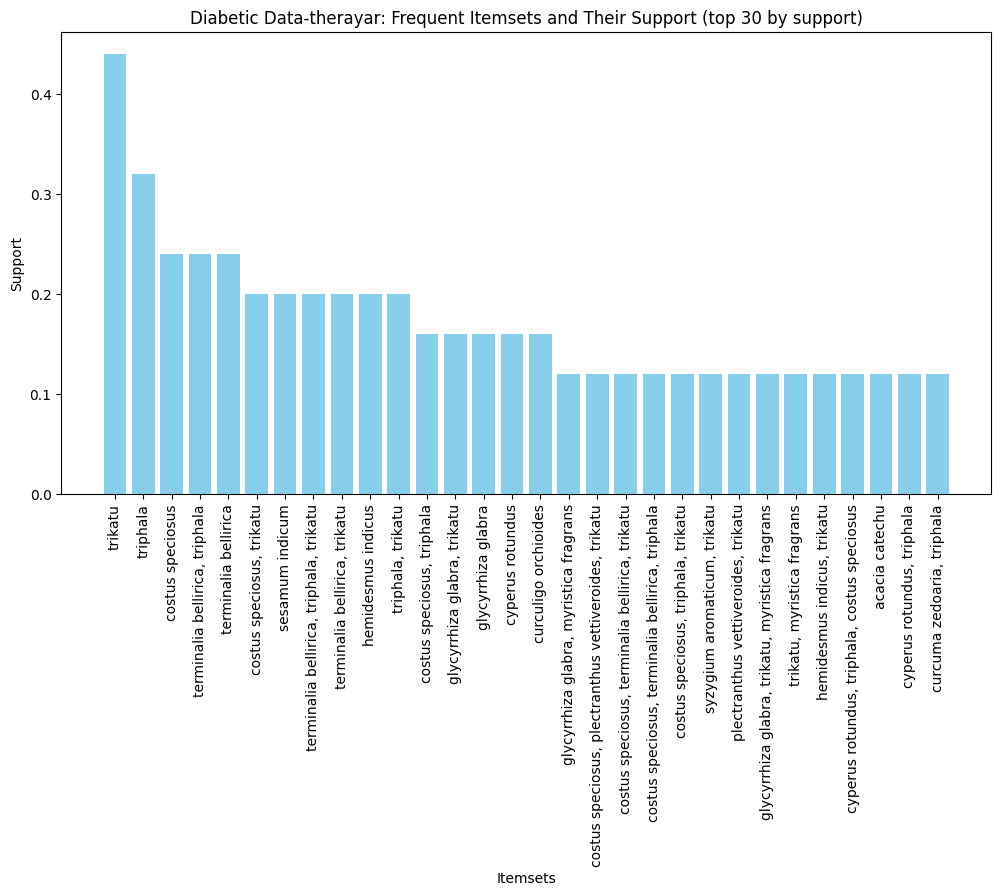 Diabetic Data-therayar: Frequent Itemsets and Their Support (top 30 by support)
Support
0.4
0.3
0.2
0.1
0.0
trikatu
triphala
costus speciosus
terminalia bellirica, triphala
terminalia bellirica
costus speciosus, trikatu
sesamum indicum
terminalia bellirica, triphala, trikatu
terminalia bellirica, trikatu
hemidesmus indicus
triphala, trikatu
costus speciosus, triphala
glycyrrhiza glabra, trikatu
glycyrrhiza glabra
cyperus rotundus
curculigo orchioides
glycyrrhiza glabra, myristica fragrans
costus speciosus, plectranthus vettiveroides, trikatu
costus speciosus, terminalia bellirica, trikatu
costus speciosus, terminalia bellirica, triphala
costus speciosus, triphala, trikatu
syzygium aromaticum, trikatu
plectranthus vettiveroides, trikatu
glycyrrhiza glabra, trikatu, myristica fragrans
trikatu, myristica fragrans
hemidesmus indicus, trikatu
cyperus rotundus, triphala, costus speciosus
acacia catechu
cyperus rotundus, triphala
curcuma zedoaria, triphala
Itemsets